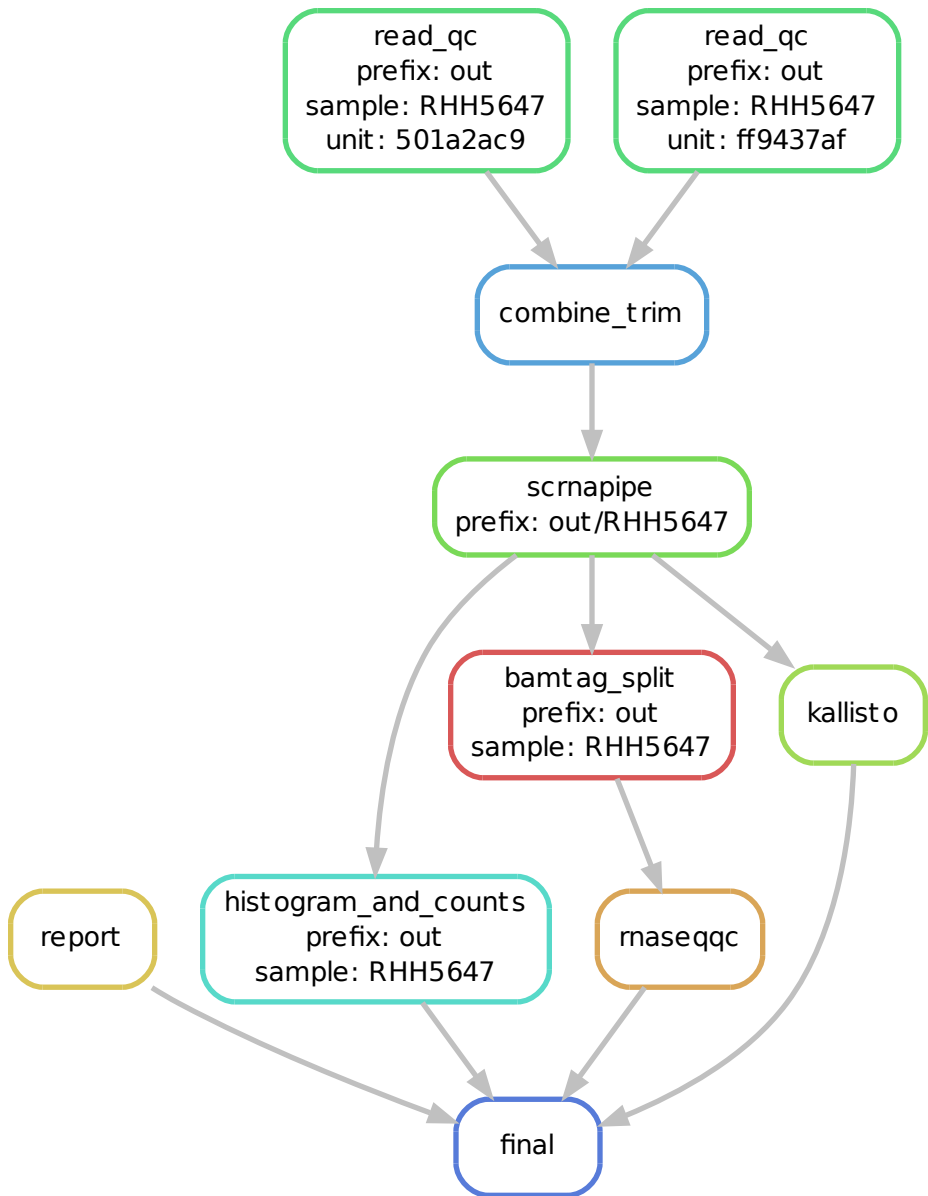 read_qc
prefix: out
sample: RHH5647
unit: 501a2ac9
read_qc
prefix: out
sample: RHH5647
unit: ff9437af
combine_trim
scrnapipe
prefix: out/RHH5647
bamtag_split
prefix: out
sample: RHH5647
kallisto
report
histogram_and_counts
prefix: out
sample: RHH5647
rnaseqqc
final